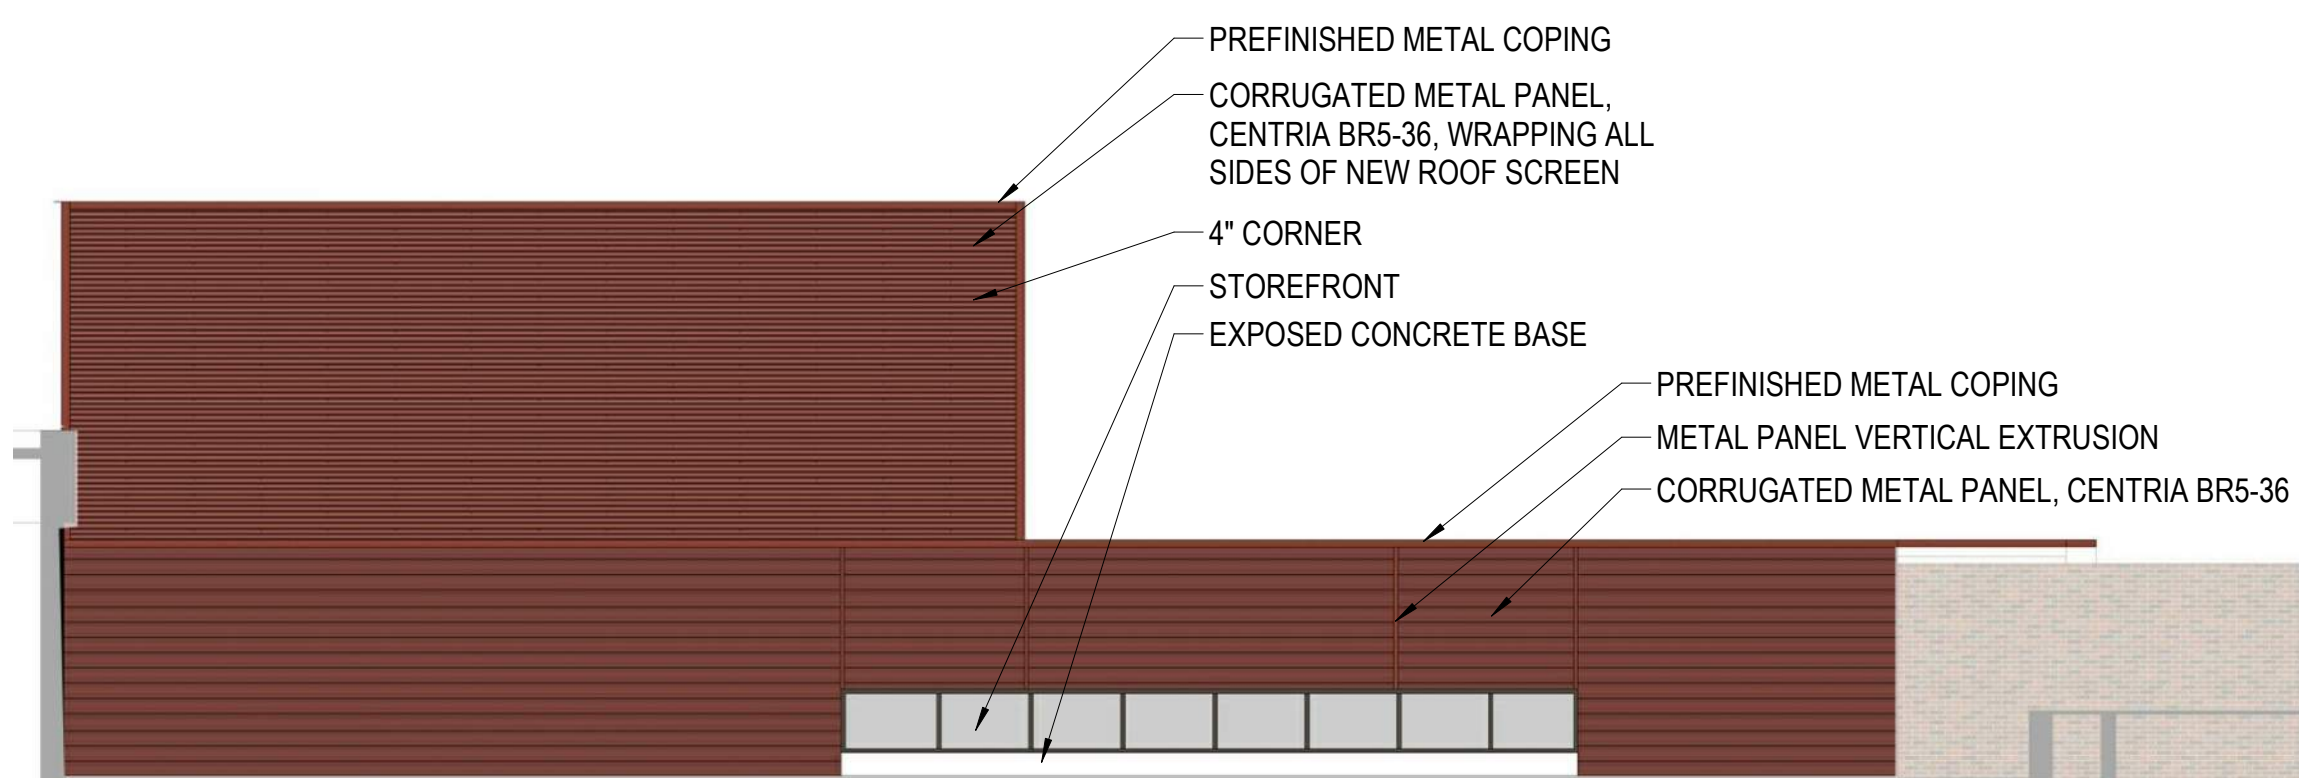 PREFINISHED METAL COPING
CORRUGATED METAL PANEL,
CENTRIA BR5-36, WRAPPING ALL
SIDES OF NEW ROOF SCREEN
4" CORNER
STOREFRONT
EXPOSED CONCRETE BASE
PREFINISHED METAL COPING
METAL PANEL VERTICAL EXTRUSION
CORRUGATED METAL PANEL, CENTRIA BR5-36